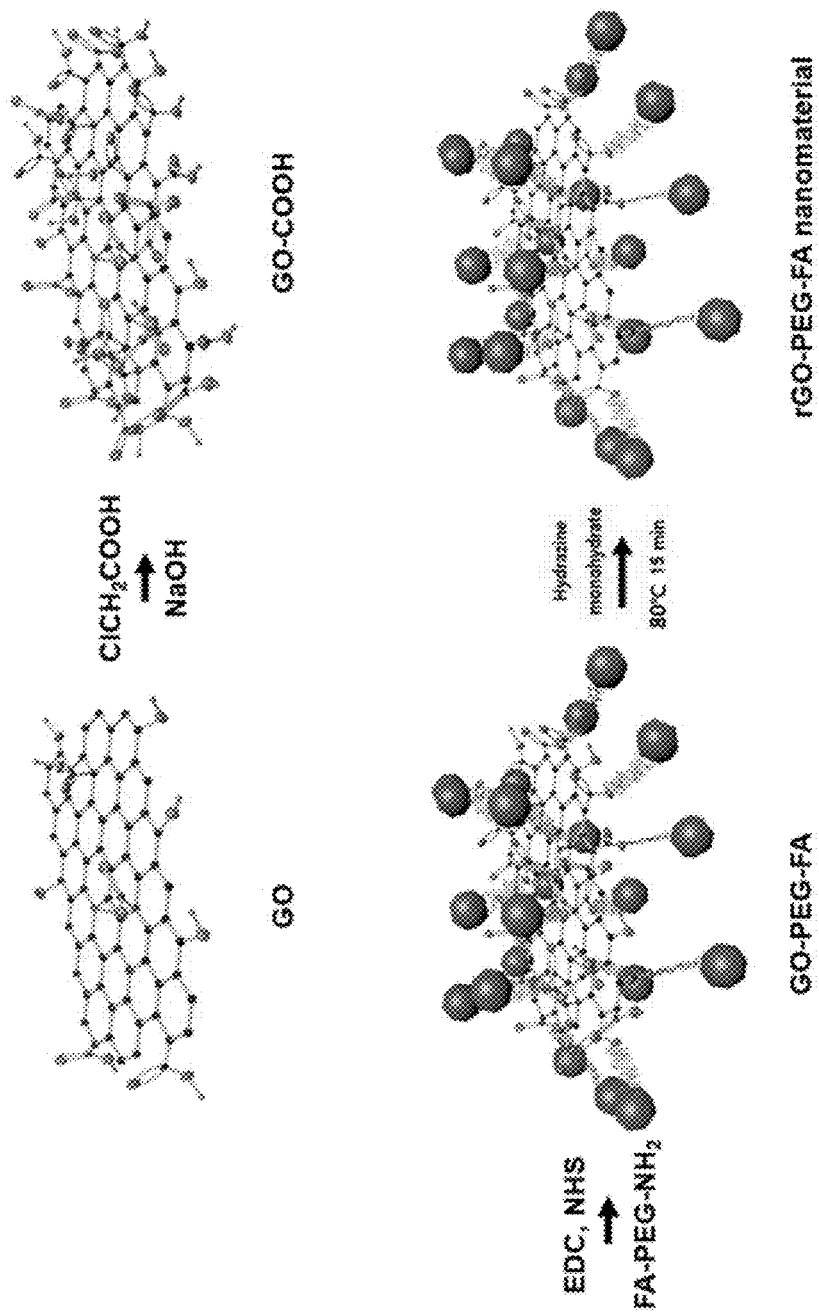 ClCH₂COOH
NaOH
GO
GO-COOH
EDC, NHS
FA-PEG-NH₂
Hydrazine
monohydrate
80℃ 15 min
GO-PEG-FA
rGO-PEG-FA nanomaterial